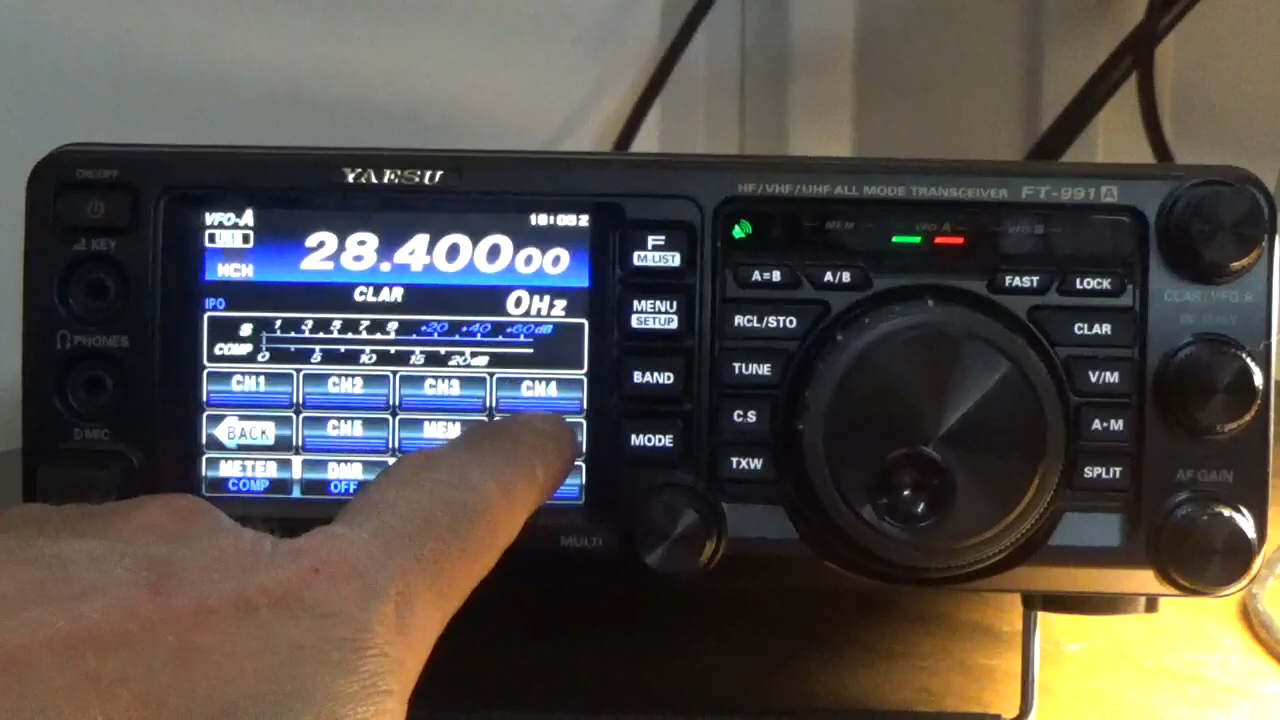 ON/OFF
YAESU
HF/VHF/UHF ALL MODE TRANSCEIVER FT-991A
KEY
PHONES
MIC
VFO-A
USB
MCH
28.40000
IPO
CLAR 0Hz
S 1 3 5 7 9 +20 +40 +60dB
COMP 0 5 10 15 20dB
CH1 CH2 CH3 CH4
BACK CH5 MEM
METER DNR
COMP OFF
F
M-LIST
MENU
SETUP
BAND
MODE
MULTI
MEM VFO-A VFO-B
A=B A/B FAST LOCK
RCL/STO
TUNE
C.S
TXW
CLAR
V/M
A▸M
SPLIT
CLAR/VFO-B
AF GAIN